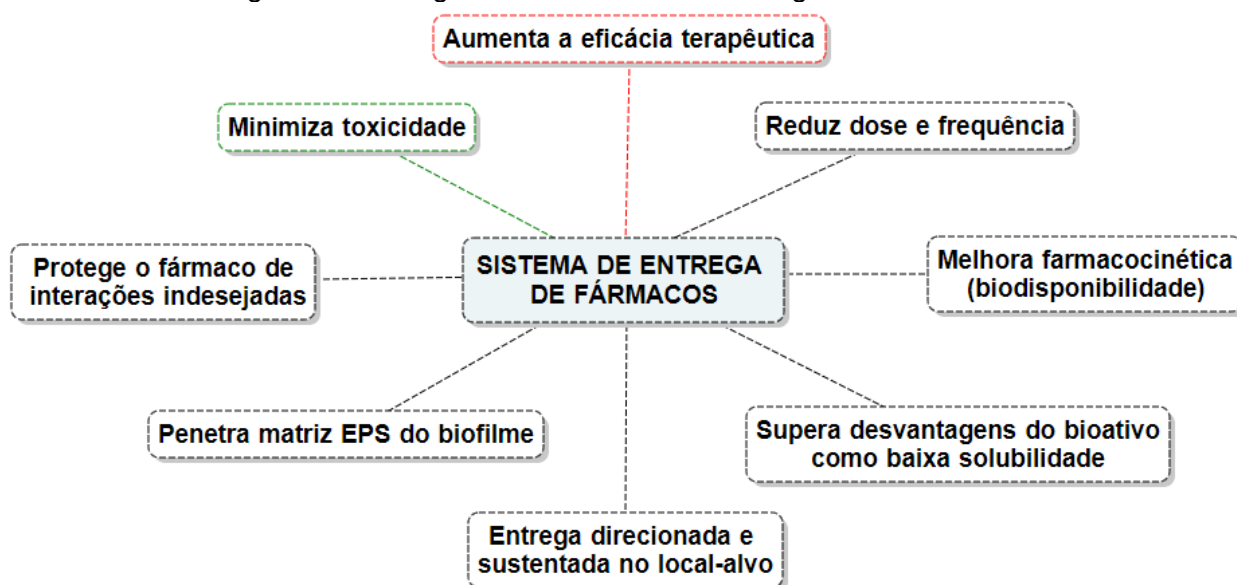 Aumenta a eficácia terapêutica
Minimiza toxicidade
Reduz dose e frequência
Protege o fármaco de
interações indesejadas
SISTEMA DE ENTREGA
DE FÁRMACOS
Melhora farmacocinética
(biodisponibilidade)
Penetra matriz EPS do biofilme
Supera desvantagens do bioativo
como baixa solubilidade
Entrega direcionada e
sustentada no local-alvo